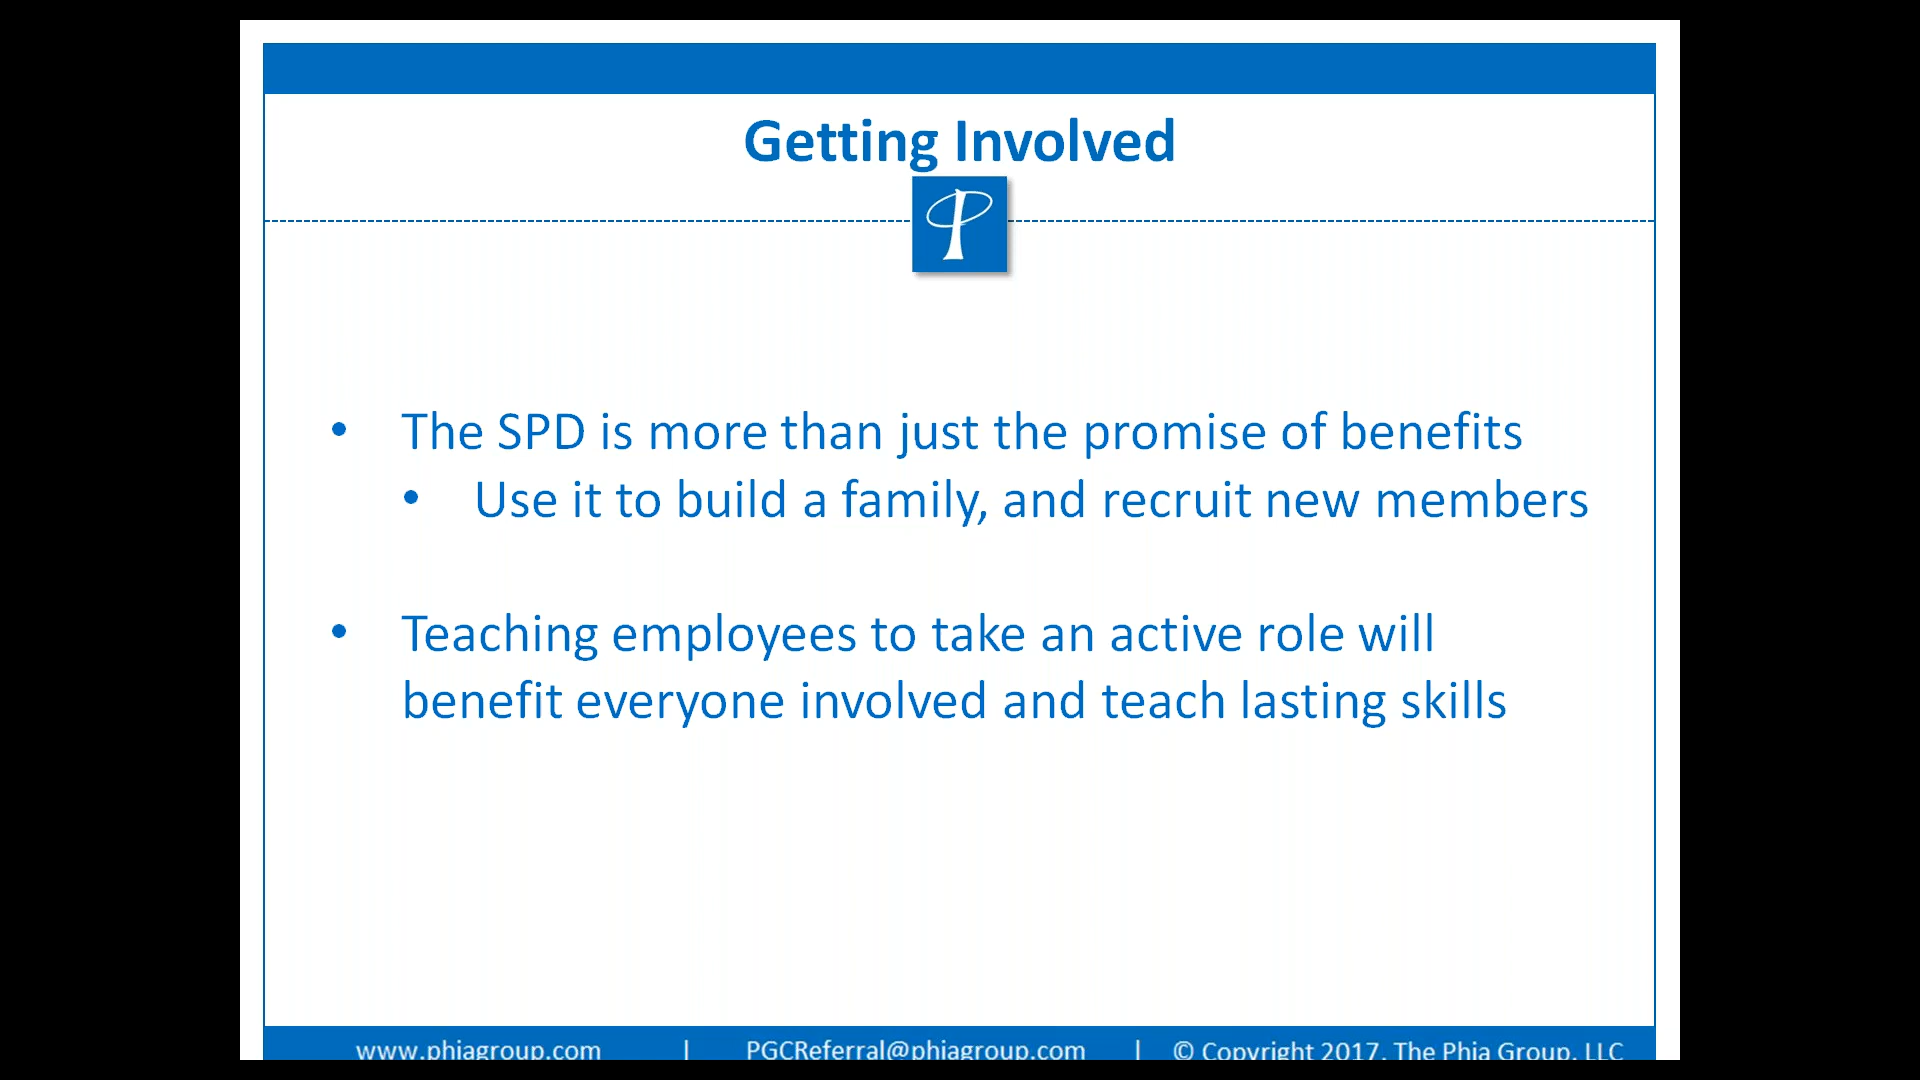 Getting Involved
• The SPD is more than just the promise of benefits
• Use it to build a family, and recruit new members
• Teaching employees to take an active role will
benefit everyone involved and teach lasting skills
www.phiagroup.com | PGCReferral@phiagroup.com | © Copyright 2017, The Phia Group, LLC